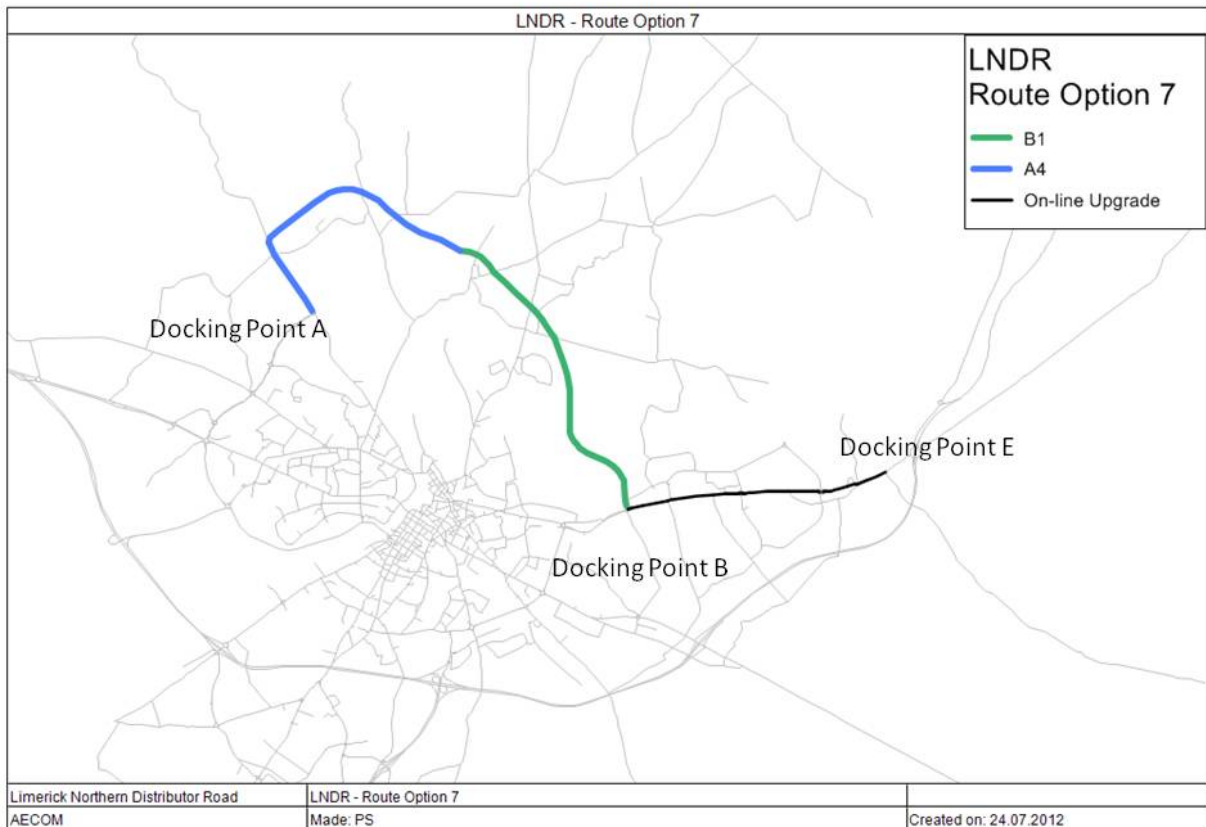 LNDR - Route Option 7
LNDR
Route Option 7
B1
A4
On-line Upgrade
Docking Point A
Docking Point E
Docking Point B
Limerick Northern Distributor Road
LNDR - Route Option 7
AECOM
Made: PS
Created on: 24.07.2012